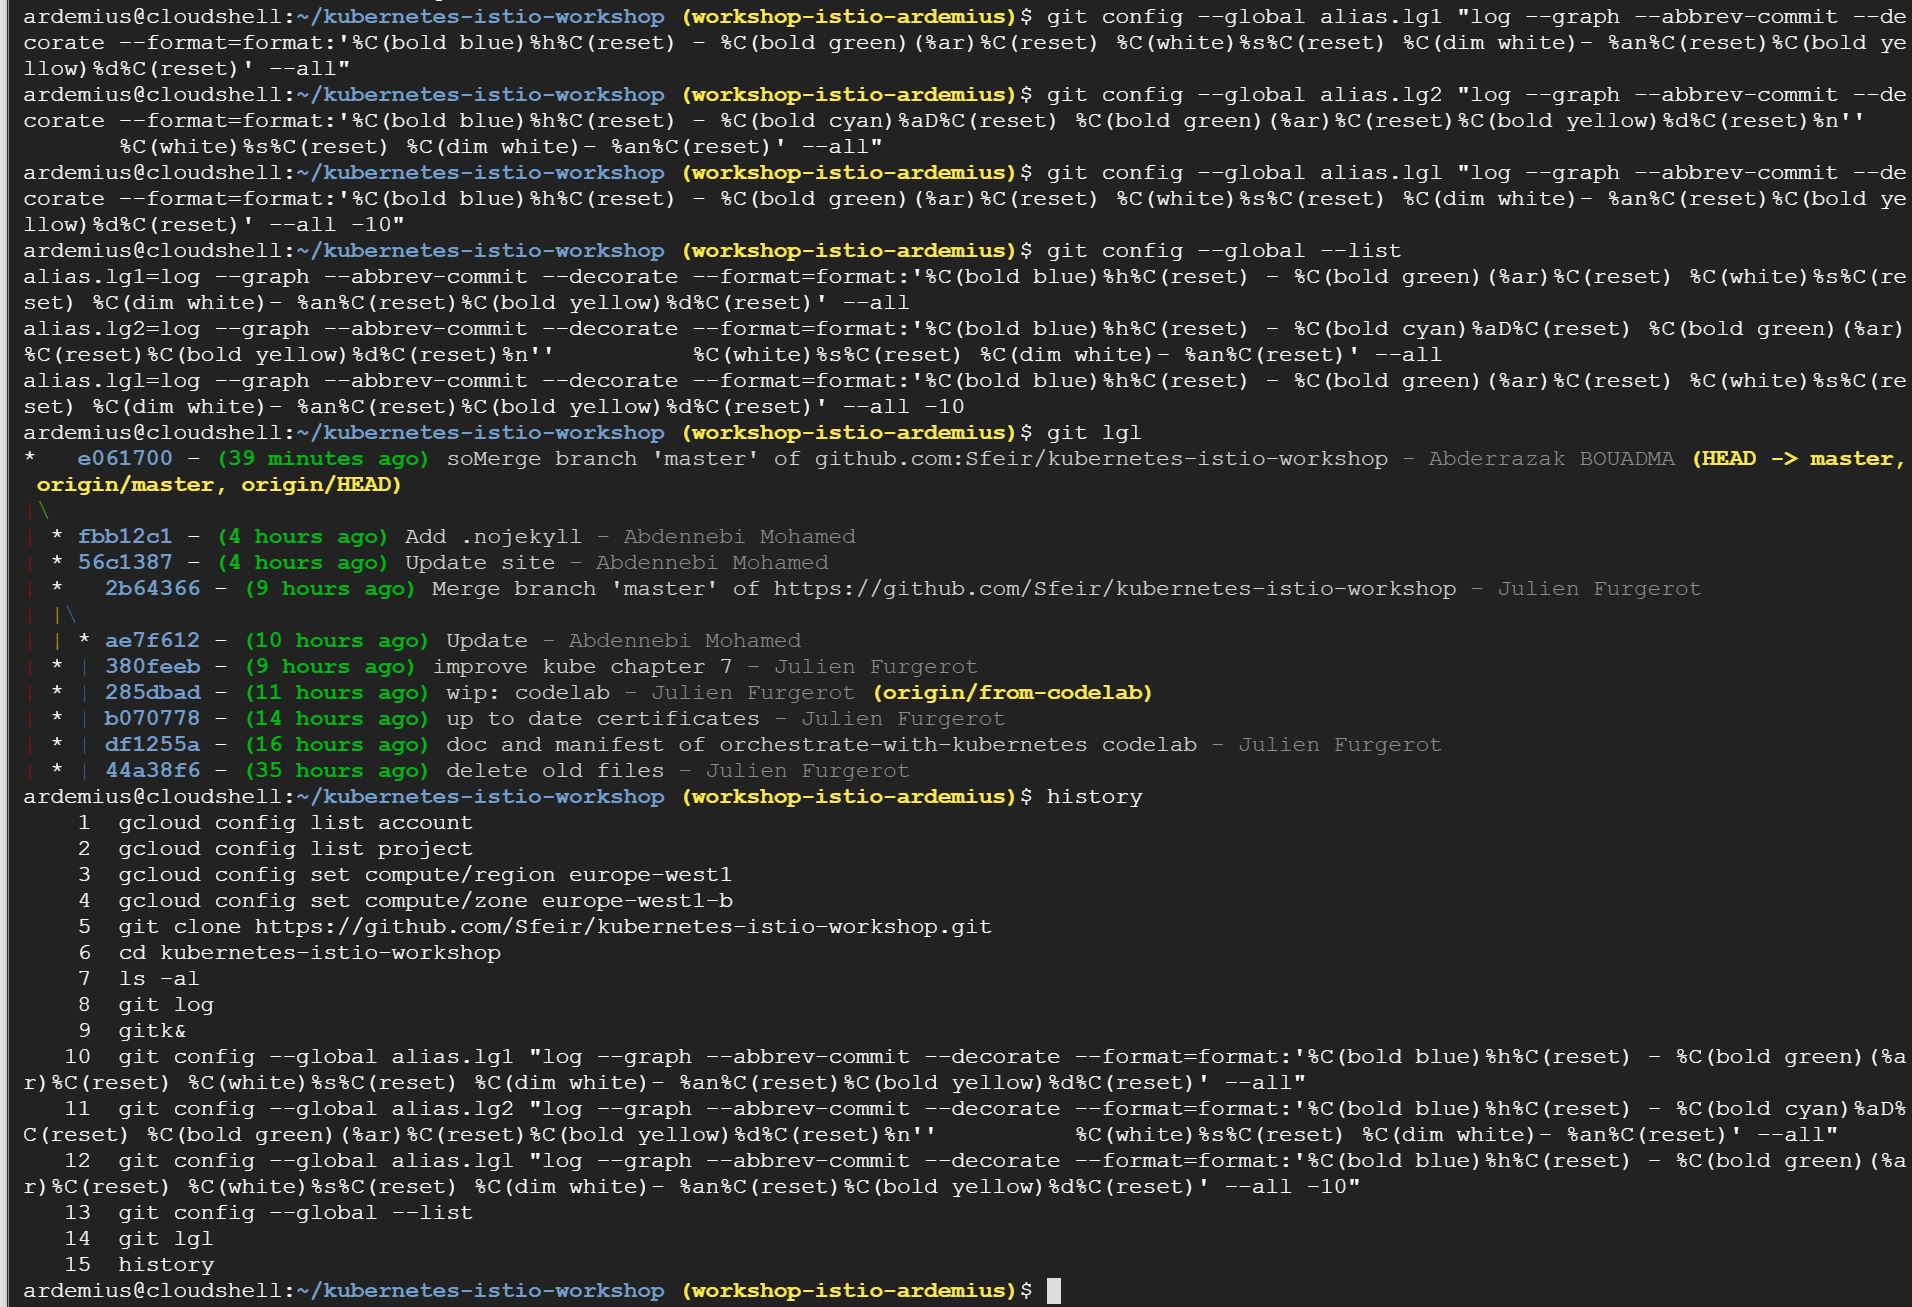 ardemius@cloudshell:~/kubernetes-istio-workshop (workshop-istio-ardemius)$ git config --global alias.lg1 "log --graph --abbrev-commit --de
corate --format=format:'%C(bold blue)%h%C(reset) - %C(bold green)(%ar)%C(reset) %C(white)%s%C(reset) %C(dim white)- %an%C(reset)%C(bold ye
llow)%d%C(reset)' --all"
ardemius@cloudshell:~/kubernetes-istio-workshop (workshop-istio-ardemius)$ git config --global alias.lg2 "log --graph --abbrev-commit --de
corate --format=format:'%C(bold blue)%h%C(reset) - %C(bold cyan)%aD%C(reset) %C(bold green)(%ar)%C(reset)%C(bold yellow)%d%C(reset)%n''
       %C(white)%s%C(reset) %C(dim white)- %an%C(reset)' --all"
ardemius@cloudshell:~/kubernetes-istio-workshop (workshop-istio-ardemius)$ git config --global alias.lgl "log --graph --abbrev-commit --de
corate --format=format:'%C(bold blue)%h%C(reset) - %C(bold green)(%ar)%C(reset) %C(white)%s%C(reset) %C(dim white)- %an%C(reset)%C(bold ye
llow)%d%C(reset)' --all -10"
ardemius@cloudshell:~/kubernetes-istio-workshop (workshop-istio-ardemius)$ git config --global --list
alias.lg1=log --graph --abbrev-commit --decorate --format=format:'%C(bold blue)%h%C(reset) - %C(bold green)(%ar)%C(reset) %C(white)%s%C(re
set) %C(dim white)- %an%C(reset)%C(bold yellow)%d%C(reset)' --all
alias.lg2=log --graph --abbrev-commit --decorate --format=format:'%C(bold blue)%h%C(reset) - %C(bold cyan)%aD%C(reset) %C(bold green)(%ar)
%C(reset)%C(bold yellow)%d%C(reset)%n''          %C(white)%s%C(reset) %C(dim white)- %an%C(reset)' --all
alias.lgl=log --graph --abbrev-commit --decorate --format=format:'%C(bold blue)%h%C(reset) - %C(bold green)(%ar)%C(reset) %C(white)%s%C(re
set) %C(dim white)- %an%C(reset)%C(bold yellow)%d%C(reset)' --all -10
ardemius@cloudshell:~/kubernetes-istio-workshop (workshop-istio-ardemius)$ git lgl
*   e061700 - (39 minutes ago) soMerge branch 'master' of github.com:Sfeir/kubernetes-istio-workshop - Abderrazak BOUADMA (HEAD -> master,
 origin/master, origin/HEAD)
|\
| * fbb12c1 - (4 hours ago) Add .nojekyll - Abdennebi Mohamed
| * 56c1387 - (4 hours ago) Update site - Abdennebi Mohamed
| *   2b64366 - (9 hours ago) Merge branch 'master' of https://github.com/Sfeir/kubernetes-istio-workshop - Julien Furgerot
| |\
| | * ae7f612 - (10 hours ago) Update - Abdennebi Mohamed
| * | 380feeb - (9 hours ago) improve kube chapter 7 - Julien Furgerot
| * | 285dbad - (11 hours ago) wip: codelab - Julien Furgerot (origin/from-codelab)
| * | b070778 - (14 hours ago) up to date certificates - Julien Furgerot
| * | df1255a - (16 hours ago) doc and manifest of orchestrate-with-kubernetes codelab - Julien Furgerot
| * | 44a38f6 - (35 hours ago) delete old files - Julien Furgerot
ardemius@cloudshell:~/kubernetes-istio-workshop (workshop-istio-ardemius)$ history
    1  gcloud config list account
    2  gcloud config list project
    3  gcloud config set compute/region europe-west1
    4  gcloud config set compute/zone europe-west1-b
    5  git clone https://github.com/Sfeir/kubernetes-istio-workshop.git
    6  cd kubernetes-istio-workshop
    7  ls -al
    8  git log
    9  gitk&
   10  git config --global alias.lg1 "log --graph --abbrev-commit --decorate --format=format:'%C(bold blue)%h%C(reset) - %C(bold green)(%a
r)%C(reset) %C(white)%s%C(reset) %C(dim white)- %an%C(reset)%C(bold yellow)%d%C(reset)' --all"
   11  git config --global alias.lg2 "log --graph --abbrev-commit --decorate --format=format:'%C(bold blue)%h%C(reset) - %C(bold cyan)%aD%
C(reset) %C(bold green)(%ar)%C(reset)%C(bold yellow)%d%C(reset)%n''          %C(white)%s%C(reset) %C(dim white)- %an%C(reset)' --all"
   12  git config --global alias.lgl "log --graph --abbrev-commit --decorate --format=format:'%C(bold blue)%h%C(reset) - %C(bold green)(%a
r)%C(reset) %C(white)%s%C(reset) %C(dim white)- %an%C(reset)%C(bold yellow)%d%C(reset)' --all -10"
   13  git config --global --list
   14  git lgl
   15  history
ardemius@cloudshell:~/kubernetes-istio-workshop (workshop-istio-ardemius)$